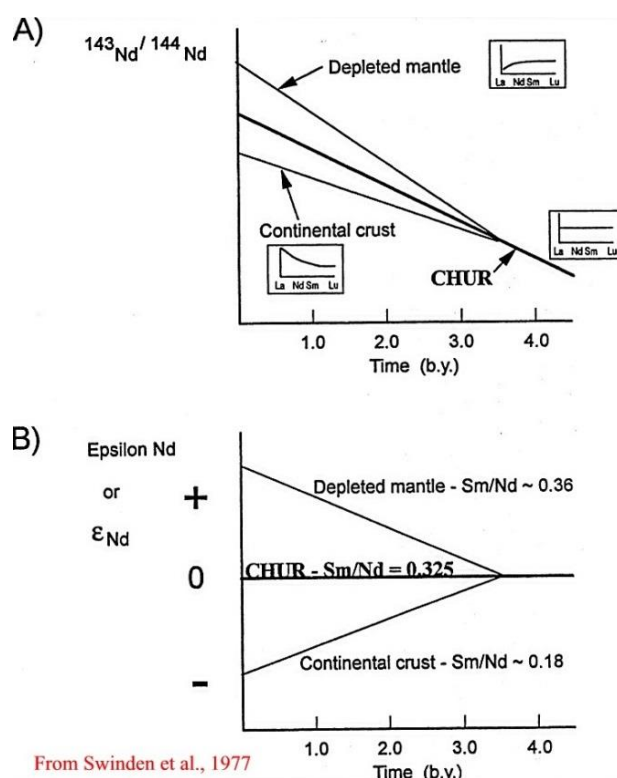 A)
¹⁴³Nd/ ¹⁴⁴Nd
Depleted mantle
La Nd Sm Lu
Continental crust
La Nd Sm Lu
CHUR
La Nd Sm Lu
1.0 2.0 3.0 4.0
Time (b.y.)
B)
Epsilon Nd
or
εNd
+
0
-
Depleted mantle - Sm/Nd ~ 0.36
CHUR - Sm/Nd = 0.325
Continental crust - Sm/Nd ~ 0.18
1.0 2.0 3.0 4.0
Time (b.y.)
From Swinden et al., 1977